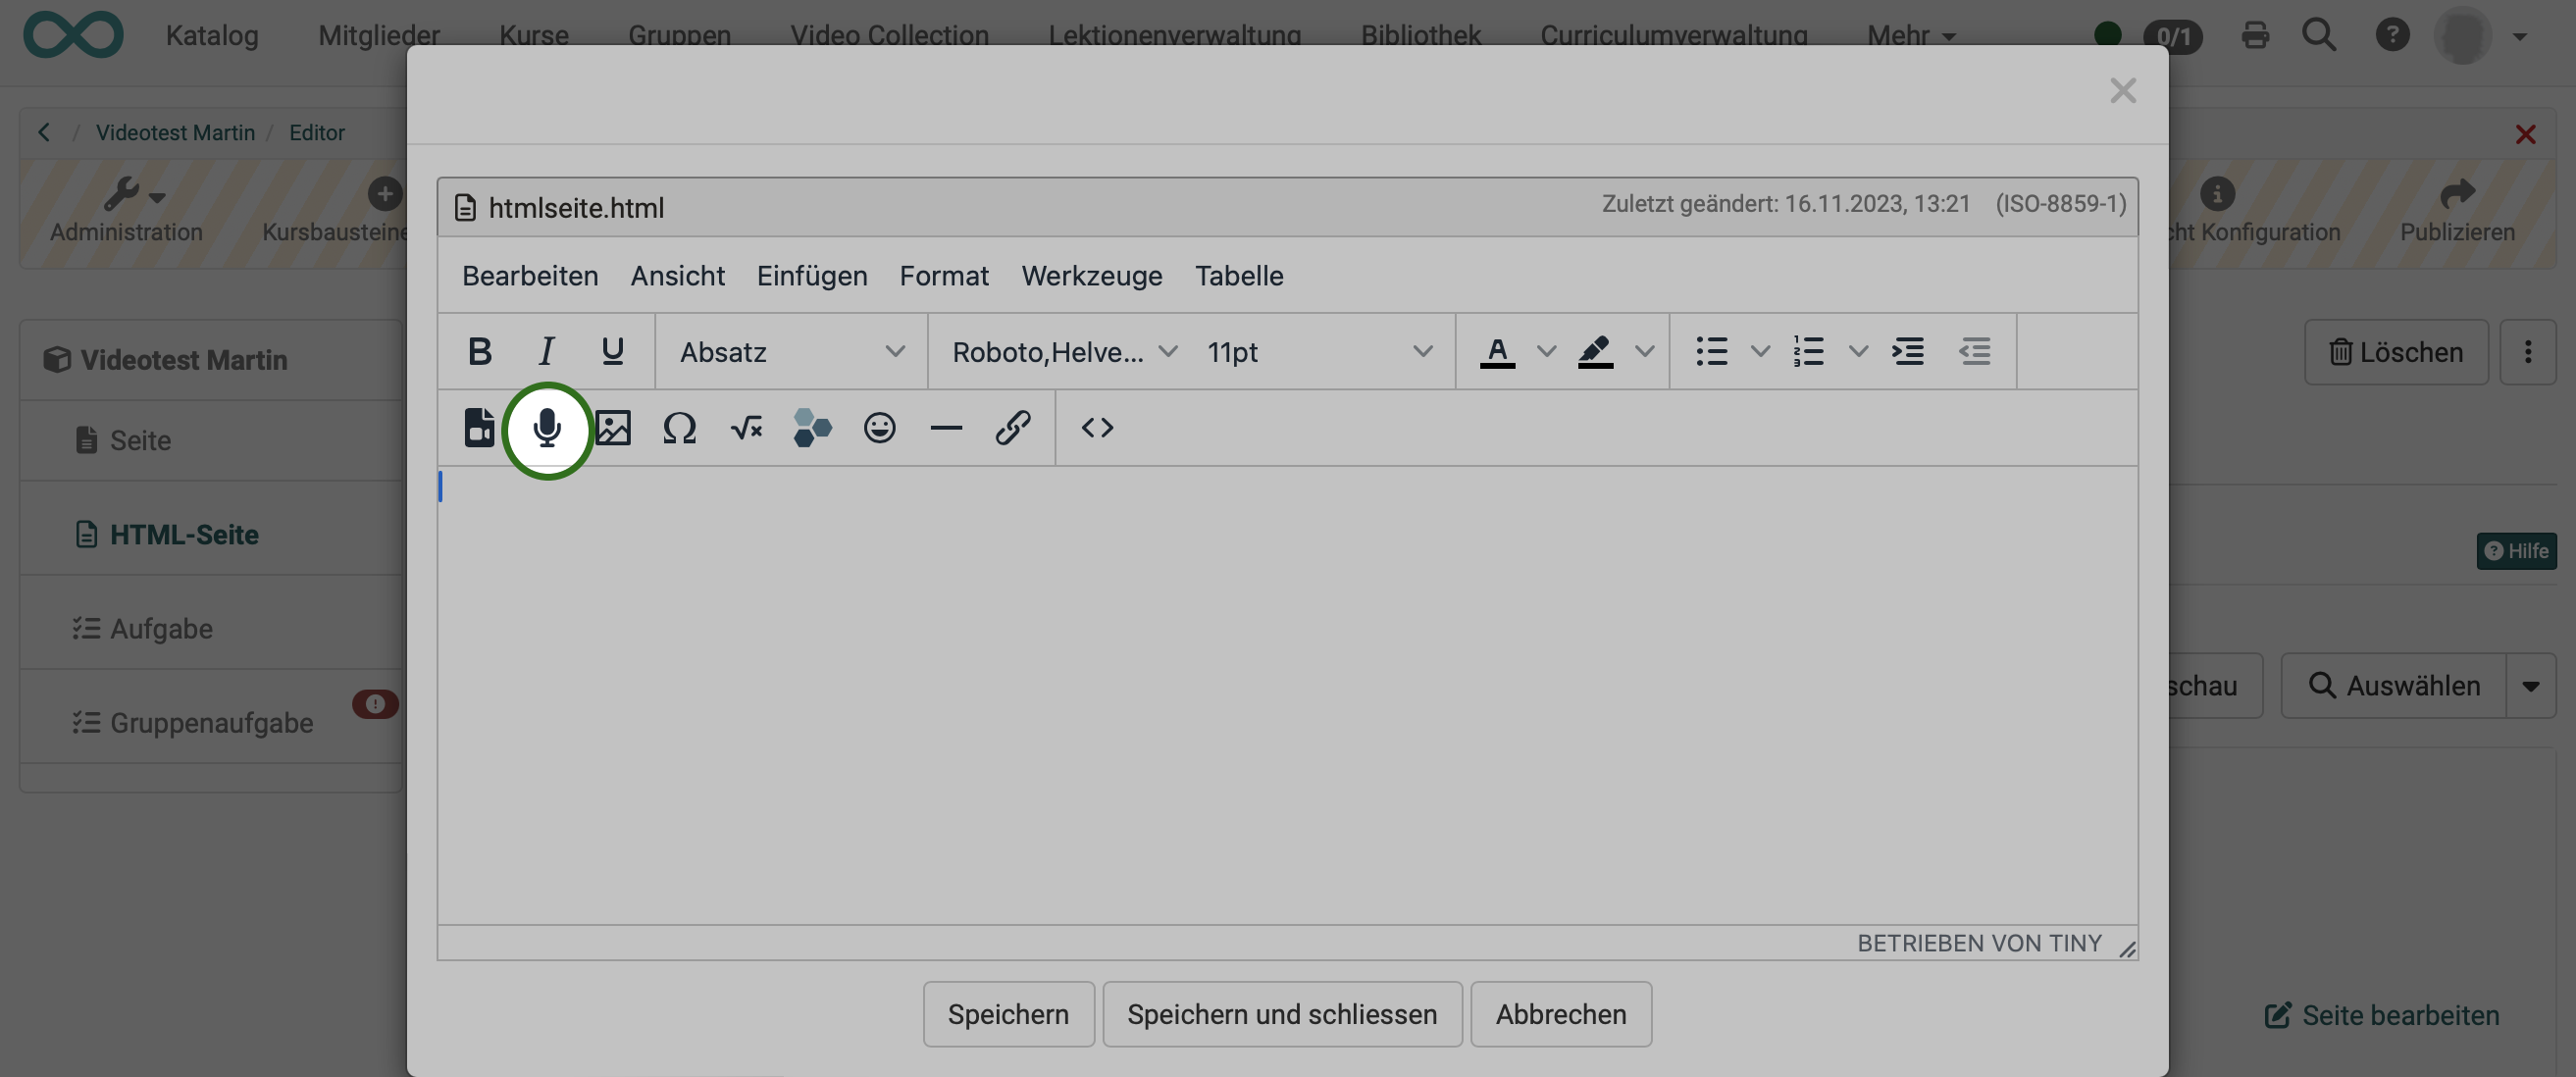 Katalog Mitglieder Kurse Gruppen Video Collection Lektionenverwaltung Bibliothek Curriculumverwaltung Mehr 0/1
/ Videotest Martin / Editor
Administration Kursbausteine cht Konfiguration Publizieren
htmlseite.html Zuletzt geändert: 16.11.2023, 13:21 (ISO-8859-1)
Bearbeiten Ansicht Einfügen Format Werkzeuge Tabelle
B I U Absatz Roboto,Helve... 11pt A
Videotest Martin
Löschen
Seite
HTML-Seite
Hilfe
Aufgabe
Gruppenaufgabe
schau Auswählen
BETRIEBEN VON TINY
Speichern Speichern und schliessen Abbrechen
Seite bearbeiten